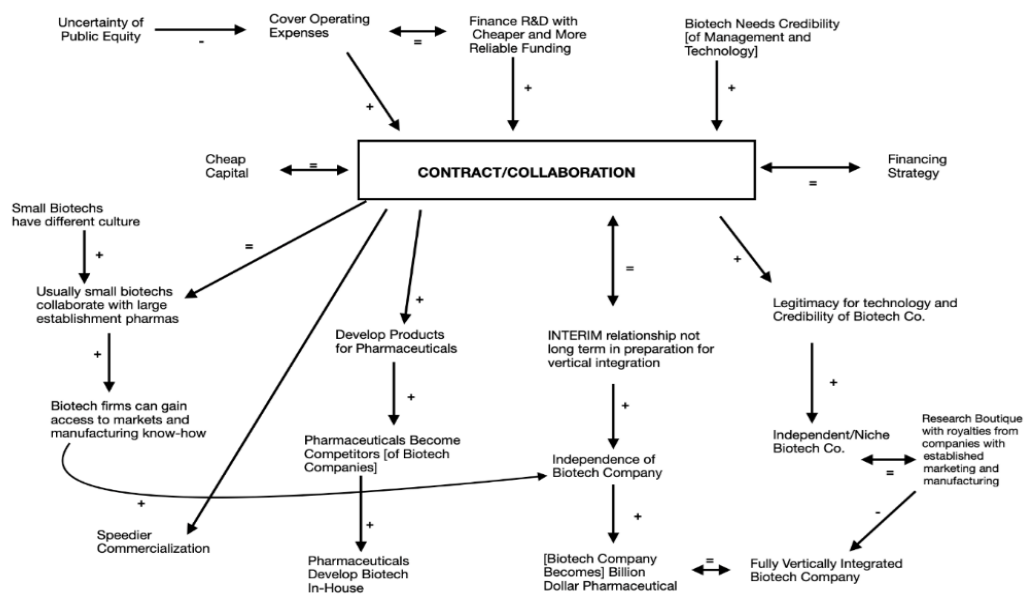 Uncertainty of
Public Equity
-
Cover Operating
Expenses
=
Finance R&D with
Cheaper and More
Reliable Funding
Biotech Needs Credibility
[of Management and
Technology]
+
+
+
Cheap
Capital
=
CONTRACT/COLLABORATION
=
Financing
Strategy
Small Biotechs
have different culture
+
=
+
=
+
Usually small biotechs
collaborate with large
establishment pharmas
Legitimacy for technology and
Credibility of Biotech Co.
Develop Products
for Pharmaceuticals
INTERIM relationship not
long term in preparation for
vertical integration
+
+
+
+
Biotech firms can gain
access to markets and
manufacturing know-how
Pharmaceuticals Become
Competitors [of Biotech
Companies]
Independence of
Biotech Company
Independent/Niche
Biotech Co.
=
Research Boutique
with royalties from
companies with
established
marketing and
manufacturing
+
+
+
-
Speedier
Commercialization
Pharmaceuticals
Develop Biotech
In-House
[Biotech Company
Becomes] Billion
Dollar Pharmaceutical
=
Fully Vertically Integrated
Biotech Company